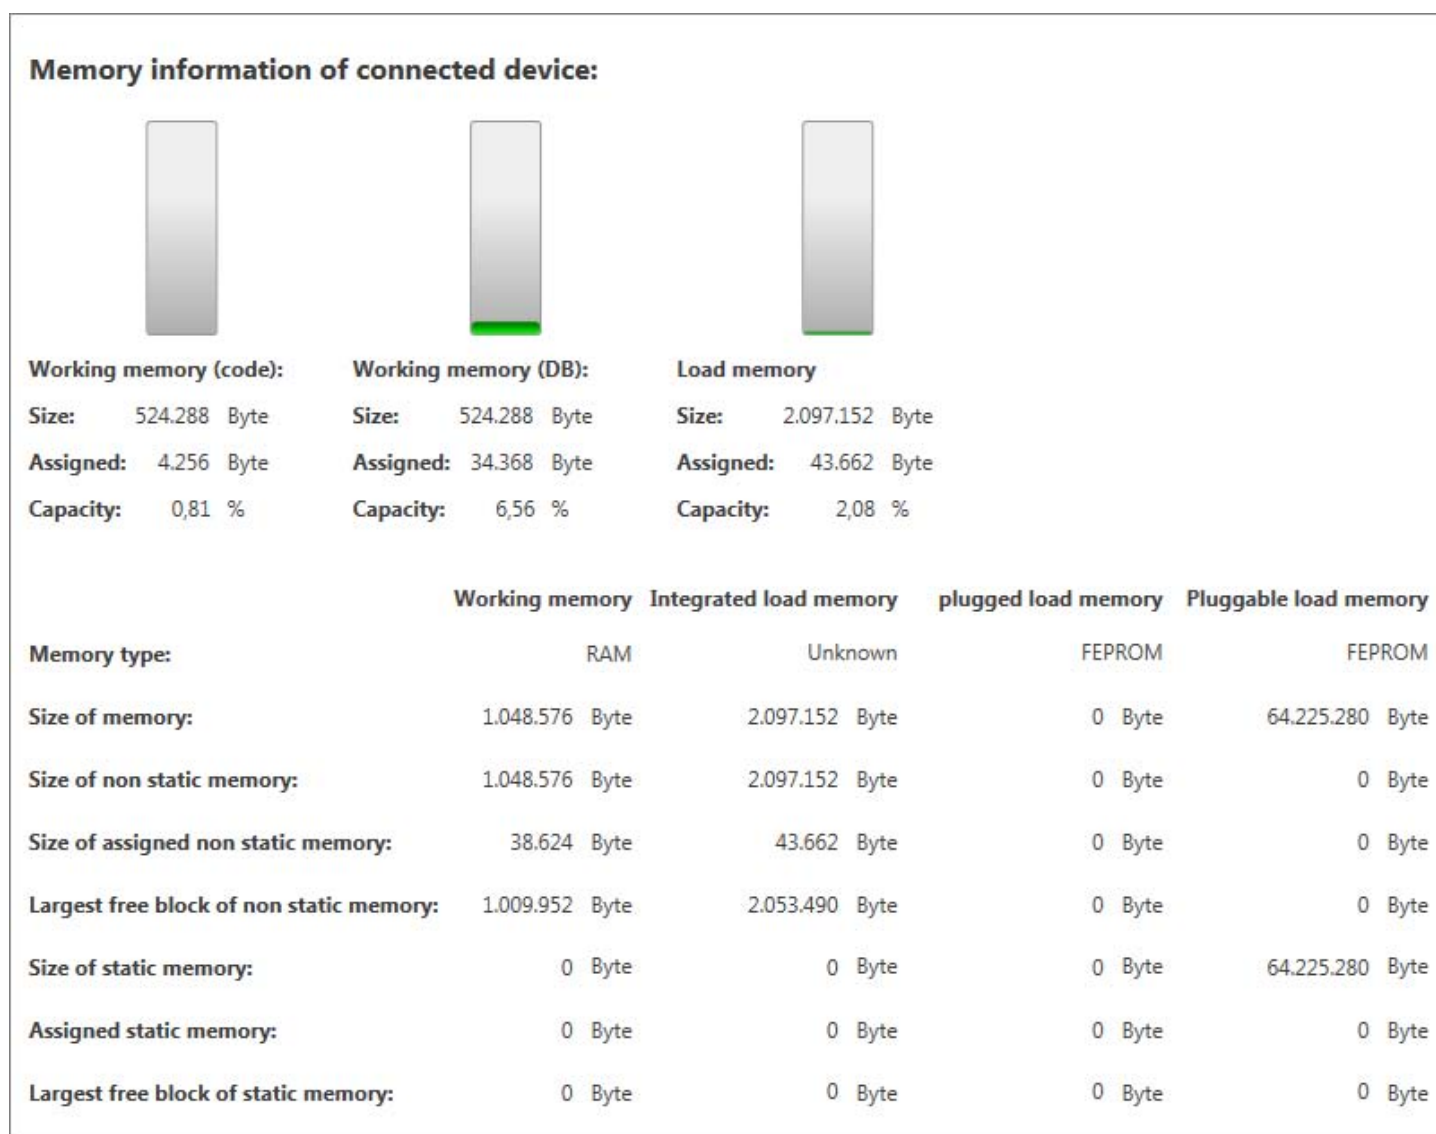 Memory information of connected device:
Working memory (code): Working memory (DB): Load memory
Size: 524.288 Byte Size: 524.288 Byte Size: 2.097.152 Byte
Assigned: 4.256 Byte Assigned: 34.368 Byte Assigned: 43.662 Byte
Capacity: 0,81 % Capacity: 6,56 % Capacity: 2,08 %
Working memory Integrated load memory plugged load memory Pluggable load memory
Memory type: RAM Unknown FEPROM FEPROM
Size of memory: 1.048.576 Byte 2.097.152 Byte 0 Byte 64.225.280 Byte
Size of non static memory: 1.048.576 Byte 2.097.152 Byte 0 Byte 0 Byte
Size of assigned non static memory: 38.624 Byte 43.662 Byte 0 Byte 0 Byte
Largest free block of non static memory: 1.009.952 Byte 2.053.490 Byte 0 Byte 0 Byte
Size of static memory: 0 Byte 0 Byte 0 Byte 64.225.280 Byte
Assigned static memory: 0 Byte 0 Byte 0 Byte 0 Byte
Largest free block of static memory: 0 Byte 0 Byte 0 Byte 0 Byte